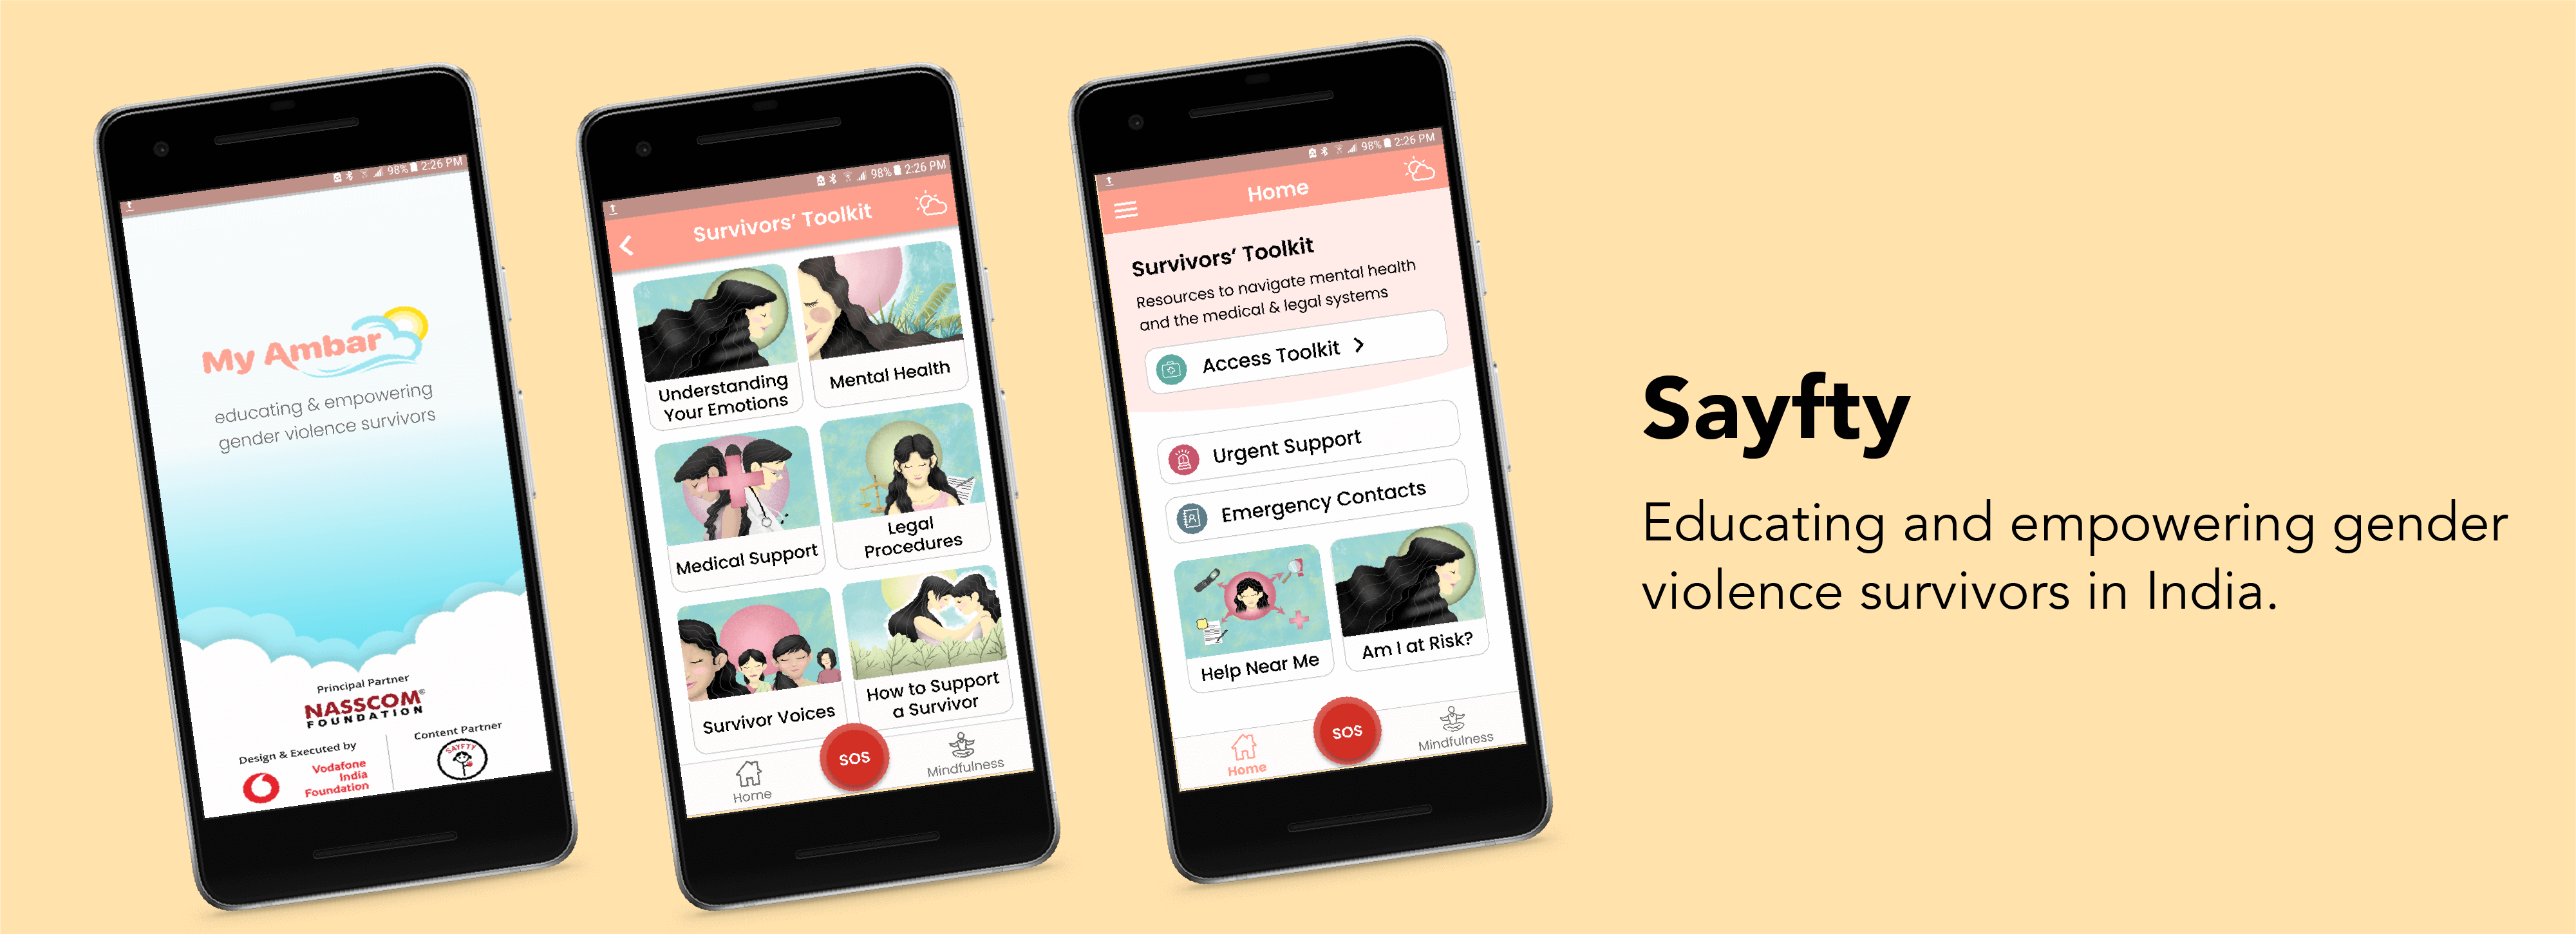 98% 2:26 PM
My Ambar
educating & empowering
gender violence survivors
Principal Partner
NASSCOM®
FOUNDATION
Design & Executed by
Vodafone
India
Foundation
Content Partner
SAYFTY
98% 2:26 PM
Survivors' Toolkit
Understanding
Your Emotions
Mental Health
Medical Support
Legal
Procedures
Survivor Voices
How to Support
a Survivor
Home
SOS
Mindfulness
98% 2:26 PM
Home
Survivors' Toolkit
Resources to navigate mental health
and the medical & legal systems
Access Toolkit
Urgent Support
Emergency Contacts
Help Near Me
Am I at Risk?
Home
SOS
Mindfulness
Sayfty
Educating and empowering gender
violence survivors in India.